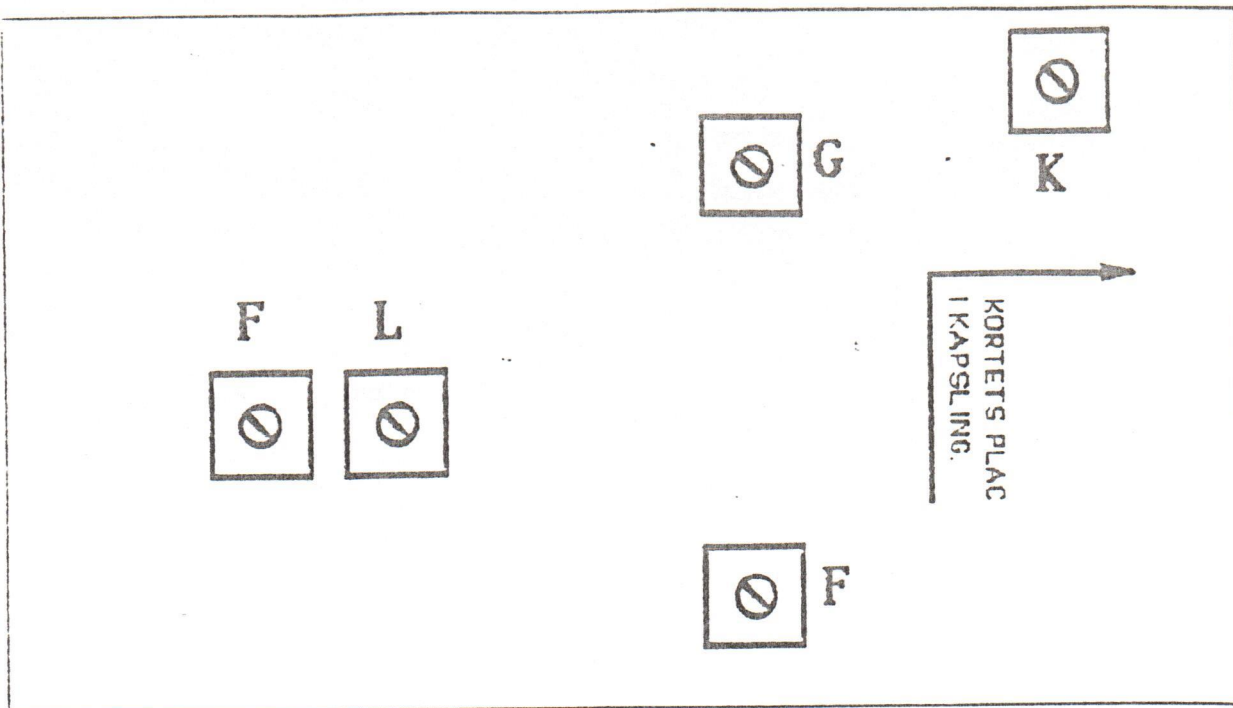 K
G
F L
KORTETS PLAC
I KAPSLING.
F